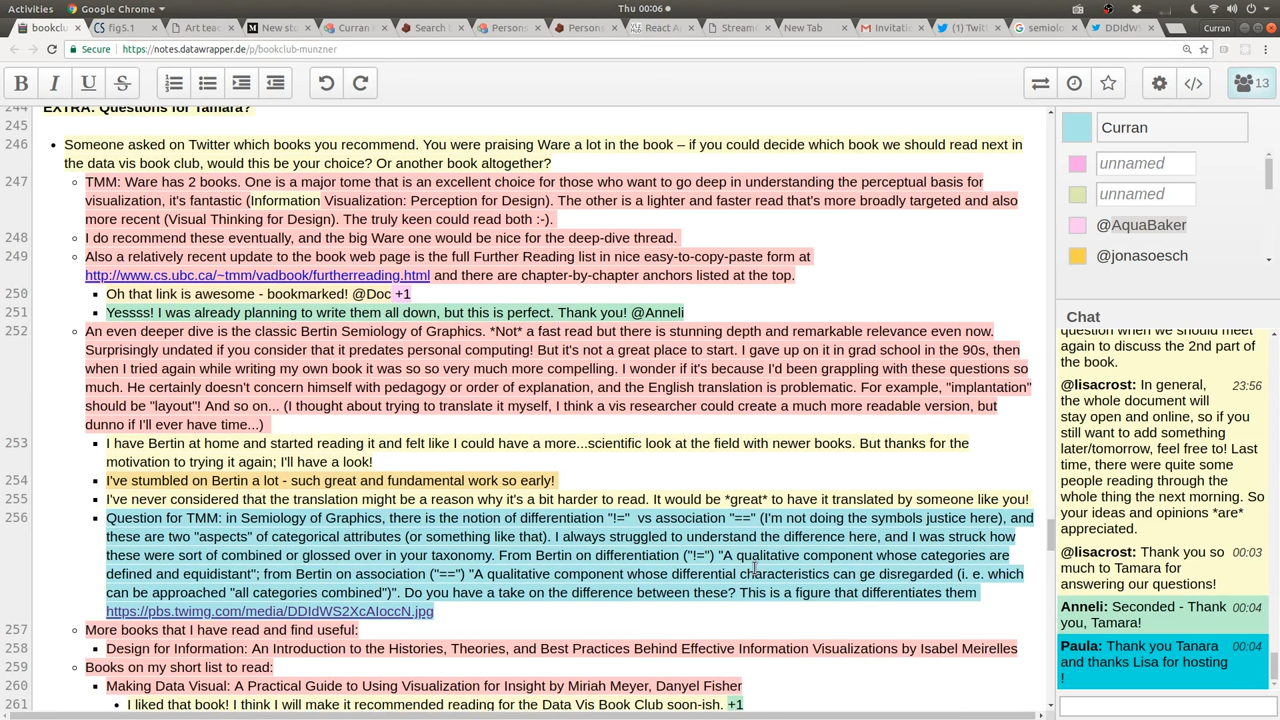 Activities
Google Chrome
Thu 00:06
bookclu
fig5.1
Art teac
New sto
Curran
Search
Persons
Persons
React A
Stream
New Tab
Invitatio
(1) Twit
semiolo
DDIdWS
Curran
Secure
https://notes.datawrapper.de/p/bookclub-munzner
B I U S
13
244 EXTRA: Questions for Tamara?
245
246 Someone asked on Twitter which books you recommend. You were praising Ware a lot in the book – if you could decide which book we should read next in
the data vis book club, would this be your choice? Or another book altogether?
247 TMM: Ware has 2 books. One is a major tome that is an excellent choice for those who want to go deep in understanding the perceptual basis for
visualization, it's fantastic (Information Visualization: Perception for Design). The other is a lighter and faster read that's more broadly targeted and also
more recent (Visual Thinking for Design). The truly keen could read both :-).
248 I do recommend these eventually, and the big Ware one would be nice for the deep-dive thread.
249 Also a relatively recent update to the book web page is the full Further Reading list in nice easy-to-copy-paste form at
http://www.cs.ubc.ca/~tmm/vadbook/furtherreading.html and there are chapter-by-chapter anchors listed at the top.
250 Oh that link is awesome - bookmarked! @Doc +1
251 Yessss! I was already planning to write them all down, but this is perfect. Thank you! @Anneli
252 An even deeper dive is the classic Bertin Semiology of Graphics. *Not* a fast read but there is stunning depth and remarkable relevance even now.
Surprisingly undated if you consider that it predates personal computing! But it's not a great place to start. I gave up on it in grad school in the 90s, then
when I tried again while writing my own book it was so so very much more compelling. I wonder if it's because I'd been grappling with these questions so
much. He certainly doesn't concern himself with pedagogy or order of explanation, and the English translation is problematic. For example, "implantation"
should be "layout"! And so on... (I thought about trying to translate it myself, I think a vis researcher could create a much more readable version, but
dunno if I'll ever have time...)
253 I have Bertin at home and started reading it and felt like I could have a more...scientific look at the field with newer books. But thanks for the
motivation to trying it again; I'll have a look!
254 I've stumbled on Bertin a lot - such great and fundamental work so early!
255 I've never considered that the translation might be a reason why it's a bit harder to read. It would be *great* to have it translated by someone like you!
256 Question for TMM: in Semiology of Graphics, there is the notion of differentiation "!=" vs association "==" (I'm not doing the symbols justice here), and
these are two "aspects" of categorical attributes (or something like that). I always struggled to understand the difference here, and I was struck how
these were sort of combined or glossed over in your taxonomy. From Bertin on differentiation ("!=") "A qualitative component whose categories are
defined and equidistant"; from Bertin on association ("==") "A qualitative component whose differential characteristics can ge disregarded (i. e. which
can be approached "all categories combined")". Do you have a take on the difference between these? This is a figure that differentiates them
https://pbs.twimg.com/media/DDIdWS2XcAIoccN.jpg
257 More books that I have read and find useful:
258 Design for Information: An Introduction to the Histories, Theories, and Best Practices Behind Effective Information Visualizations by Isabel Meirelles
259 Books on my short list to read:
260 Making Data Visual: A Practical Guide to Using Visualization for Insight by Miriah Meyer, Danyel Fisher
261 I liked that book! I think I will make it recommended reading for the Data Vis Book Club soon-ish. +1
Curran
unnamed
unnamed
@AquaBaker
@jonasoesch
Chat
question when we should meet
again to discuss the 2nd part of
the book.
@lisacrost: In general, 23:56
the whole document will
stay open and online, so if you
still want to add something
later/tomorrow, feel free to! Last
time, there were quite some
people reading through the
whole thing the next morning. So
your ideas and opinions *are*
appreciated.
@lisacrost: Thank you so 00:03
much to Tamara for
answering our questions!
Anneli: Seconded - Thank 00:04
you, Tamara!
Paula: Thank you Tanara 00:04
and thanks Lisa for hosting
!